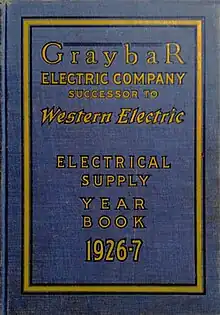 GraybaR
ELECTRIC COMPANY
SUCCESSOR TO
Western Electric
ELECTRICAL
SUPPLY
YEAR
BOOK
1926-7